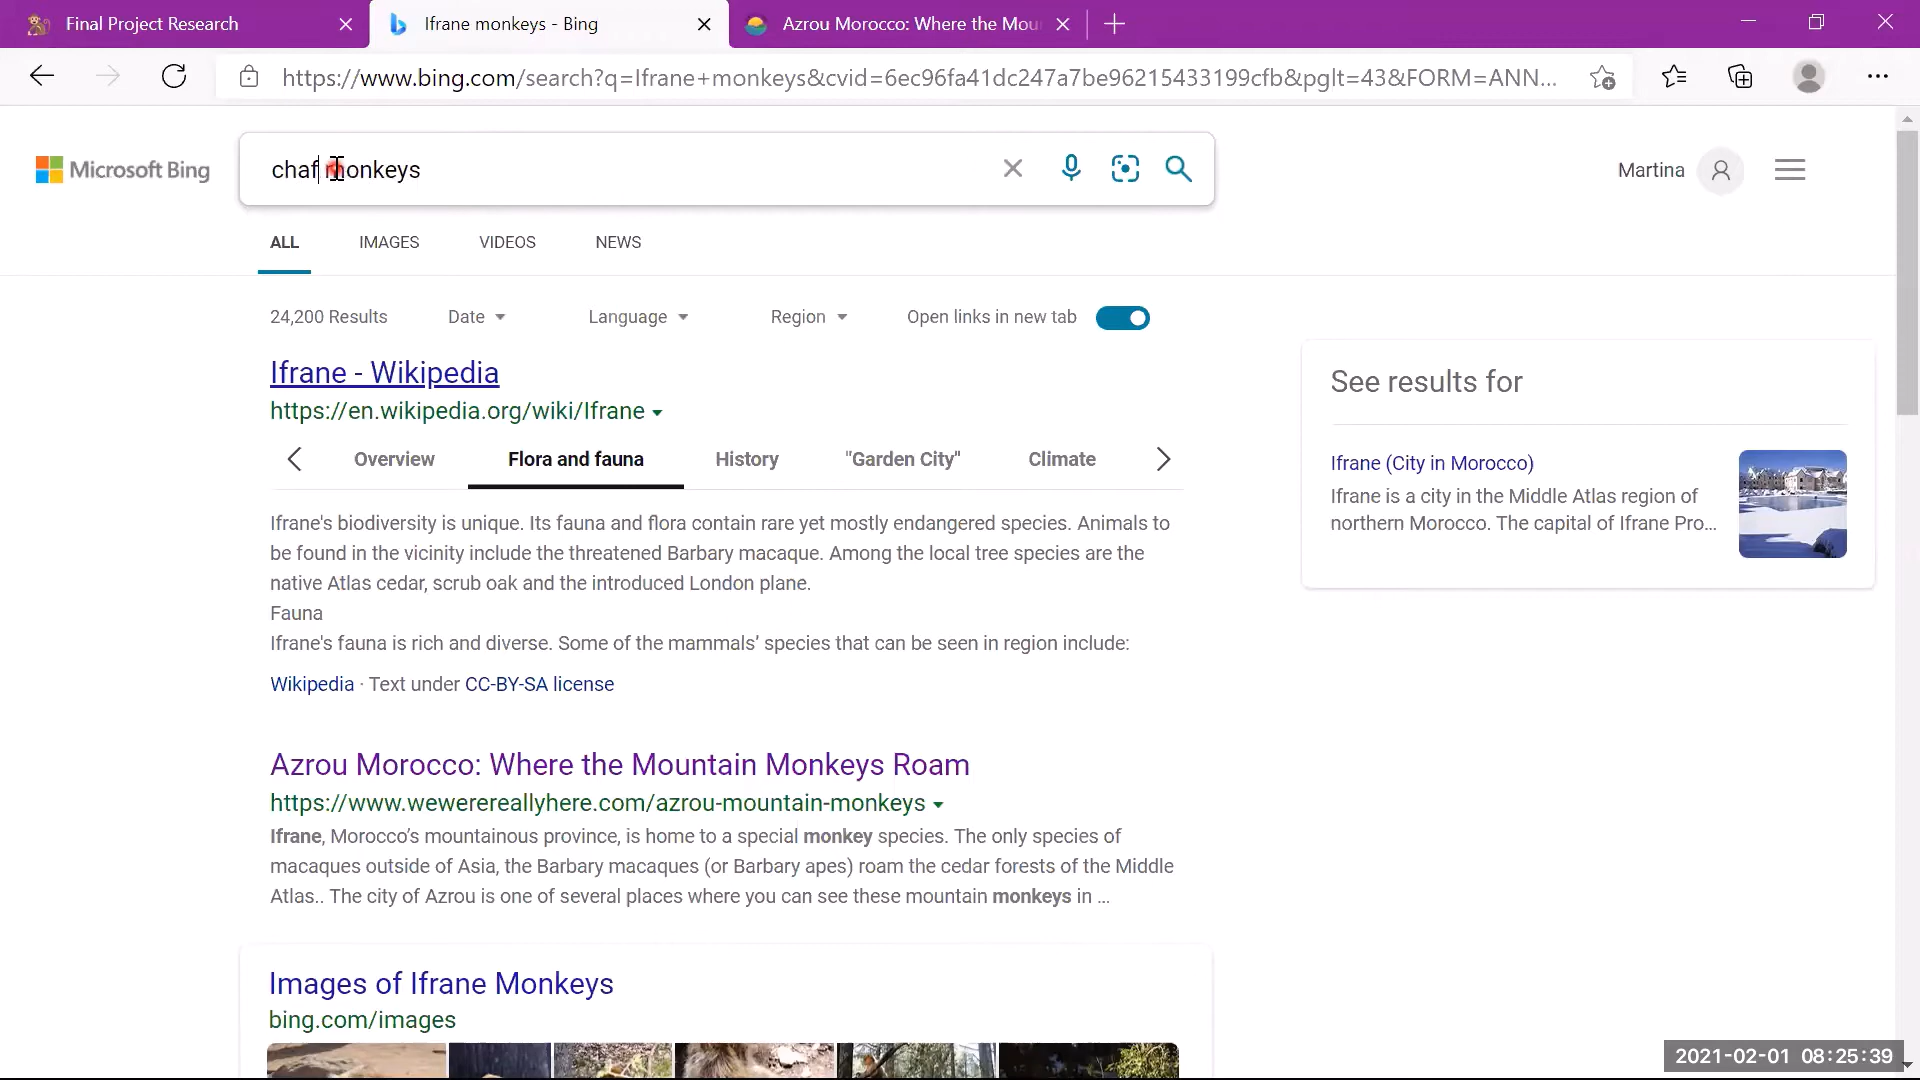 Final Project Research
Ifrane monkeys - Bing
Azrou Morocco: Where the Mou
https://www.bing.com/search?q=Ifrane+monkeys&cvid=6ec96fa41dc247a7be96215433199cfb&pglt=43&FORM=ANN...
Microsoft Bing
chaf monkeys
Martina
ALL IMAGES VIDEOS NEWS
24,200 Results Date Language Region Open links in new tab
Ifrane - Wikipedia
https://en.wikipedia.org/wiki/Ifrane
Overview Flora and fauna History "Garden City" Climate
Ifrane's biodiversity is unique. Its fauna and flora contain rare yet mostly endangered species. Animals to
be found in the vicinity include the threatened Barbary macaque. Among the local tree species are the
native Atlas cedar, scrub oak and the introduced London plane.
Fauna
Ifrane's fauna is rich and diverse. Some of the mammals’ species that can be seen in region include:
Wikipedia · Text under CC-BY-SA license
See results for
Ifrane (City in Morocco)
Ifrane is a city in the Middle Atlas region of
northern Morocco. The capital of Ifrane Pro...
Azrou Morocco: Where the Mountain Monkeys Roam
https://www.wewerereallyhere.com/azrou-mountain-monkeys
Ifrane, Morocco’s mountainous province, is home to a special monkey species. The only species of
macaques outside of Asia, the Barbary macaques (or Barbary apes) roam the cedar forests of the Middle
Atlas.. The city of Azrou is one of several places where you can see these mountain monkeys in ...
Images of Ifrane Monkeys
bing.com/images
2021-02-01 08:25:39